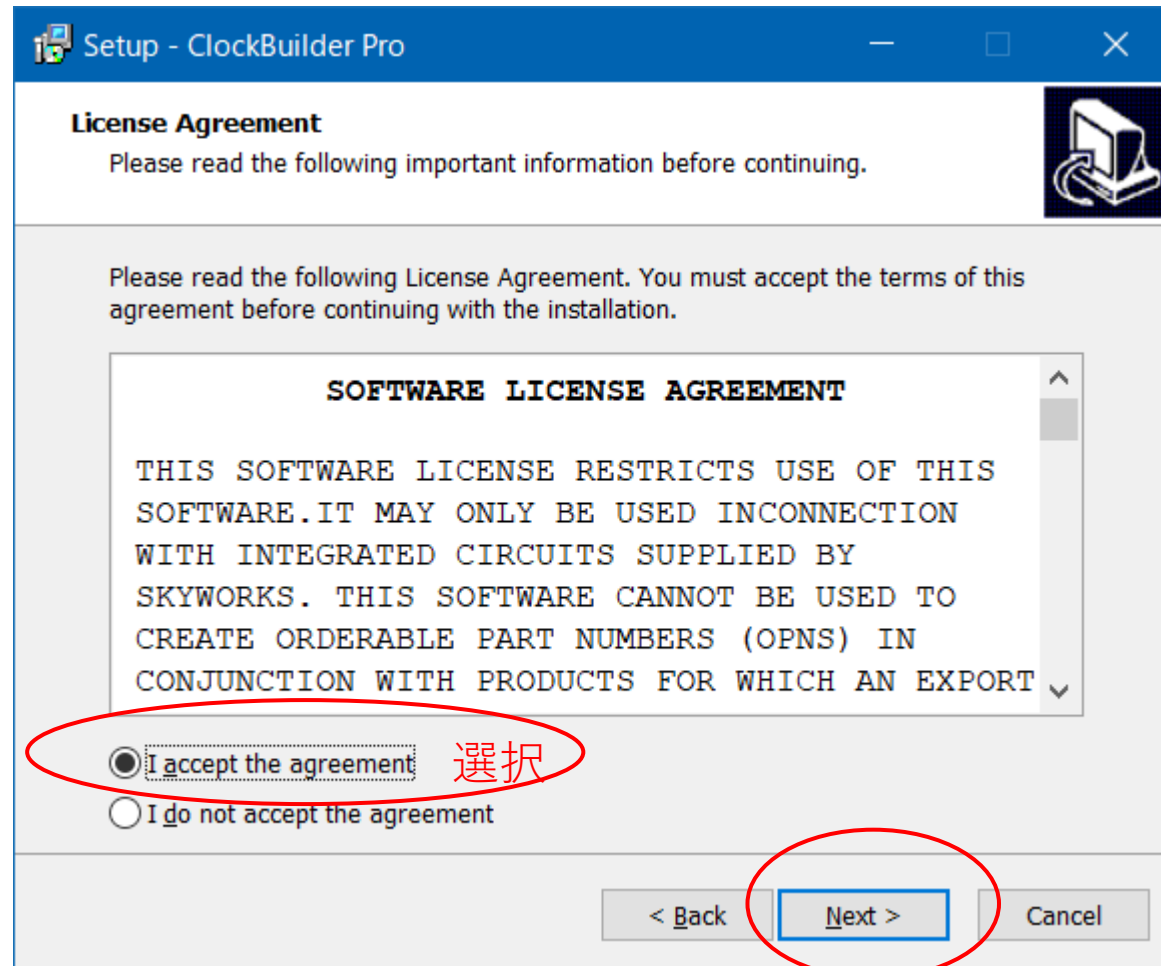 Setup - ClockBuilder Pro
License Agreement
Please read the following important information before continuing.
Please read the following License Agreement. You must accept the terms of this
agreement before continuing with the installation.
SOFTWARE LICENSE AGREEMENT
THIS SOFTWARE LICENSE RESTRICTS USE OF THIS
SOFTWARE.IT MAY ONLY BE USED INCONNECTION
WITH INTEGRATED CIRCUITS SUPPLIED BY
SKYWORKS. THIS SOFTWARE CANNOT BE USED TO
CREATE ORDERABLE PART NUMBERS (OPNS) IN
CONJUNCTION WITH PRODUCTS FOR WHICH AN EXPORT
I accept the agreement 選択
I do not accept the agreement
< Back Next > Cancel